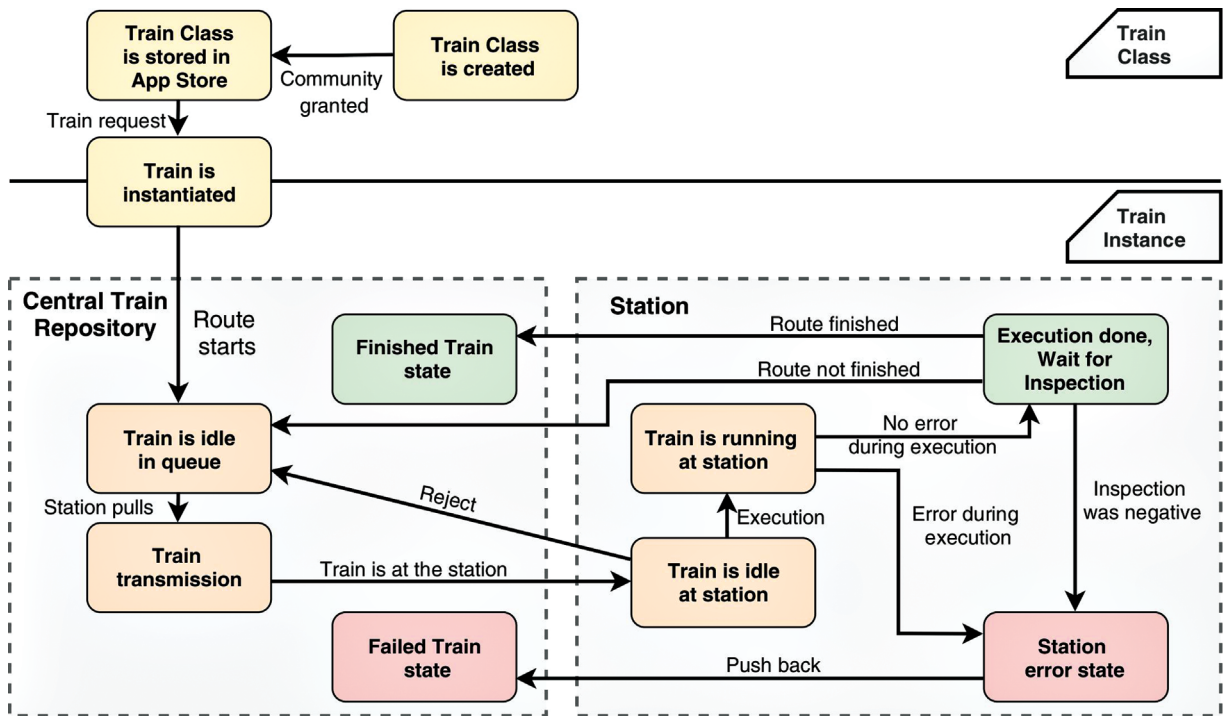 Train Class
is stored in
App Store
Train Class
is created
Community
granted
Train
Class
Train request
Train is
instantiated
Train
Instance
Central Train
Repository
Route
starts
Station
Finished Train
state
Route finished
Execution done,
Wait for
Inspection
Route not finished
Train is idle
in queue
Train is running
at station
No error
during execution
Station pulls
Reject
Execution
Error during
execution
Inspection
was negative
Train
transmission
Train is at the station
Train is idle
at station
Failed Train
state
Push back
Station
error state